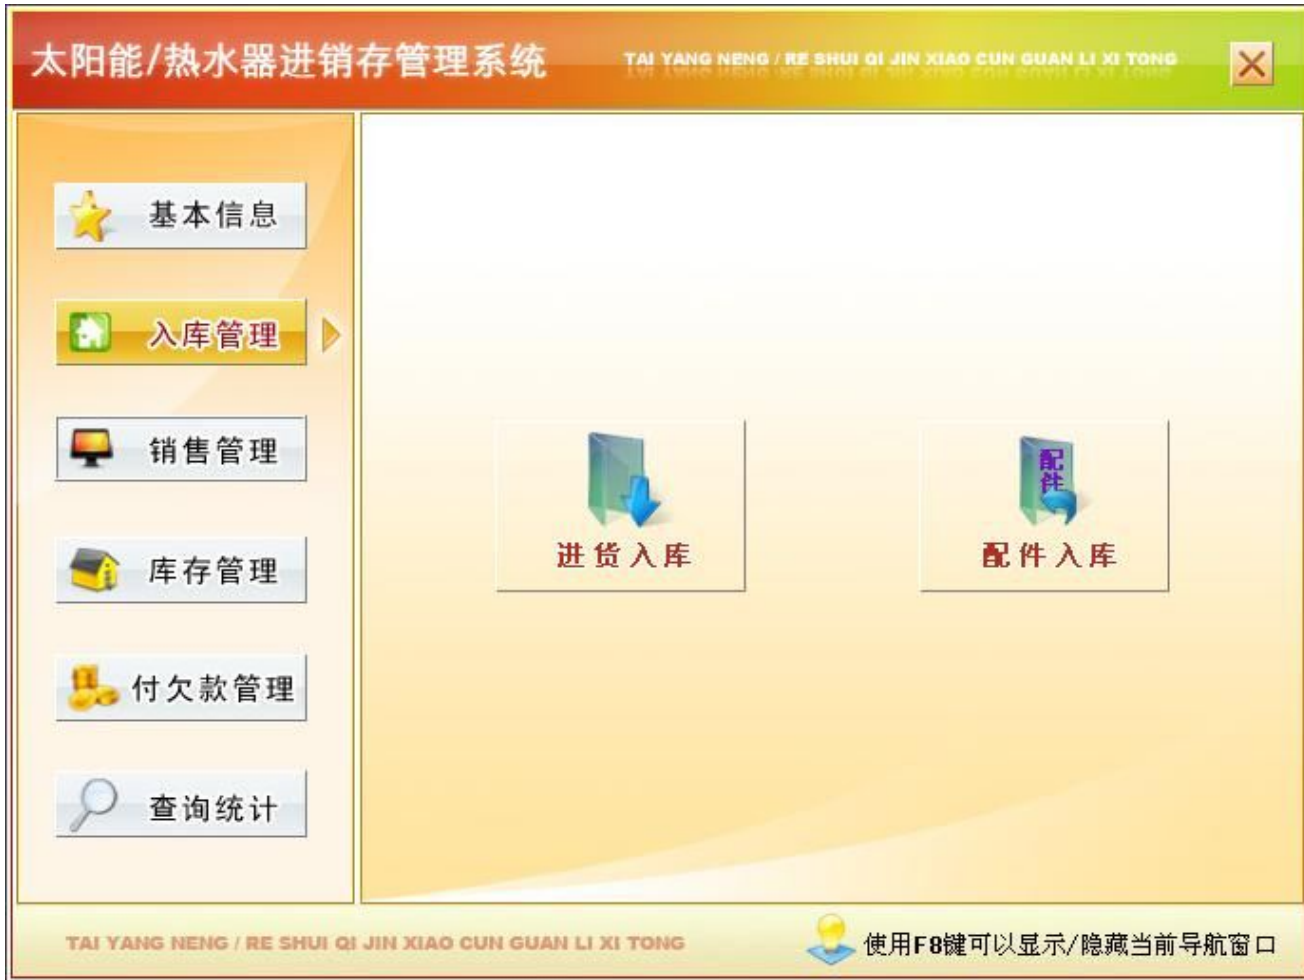 太阳能/热水器进销存管理系统
TAI YANG NENG / RE SHUI QI JIN XIAO CUN GUAN LI XI TONG
基本信息
入库管理
销售管理
库存管理
付欠款管理
查询统计
配件
进货入库
配件入库
TAI YANG NENG / RE SHUI QI JIN XIAO CUN GUAN LI XI TONG
使用F8键可以显示/隐藏当前导航窗口